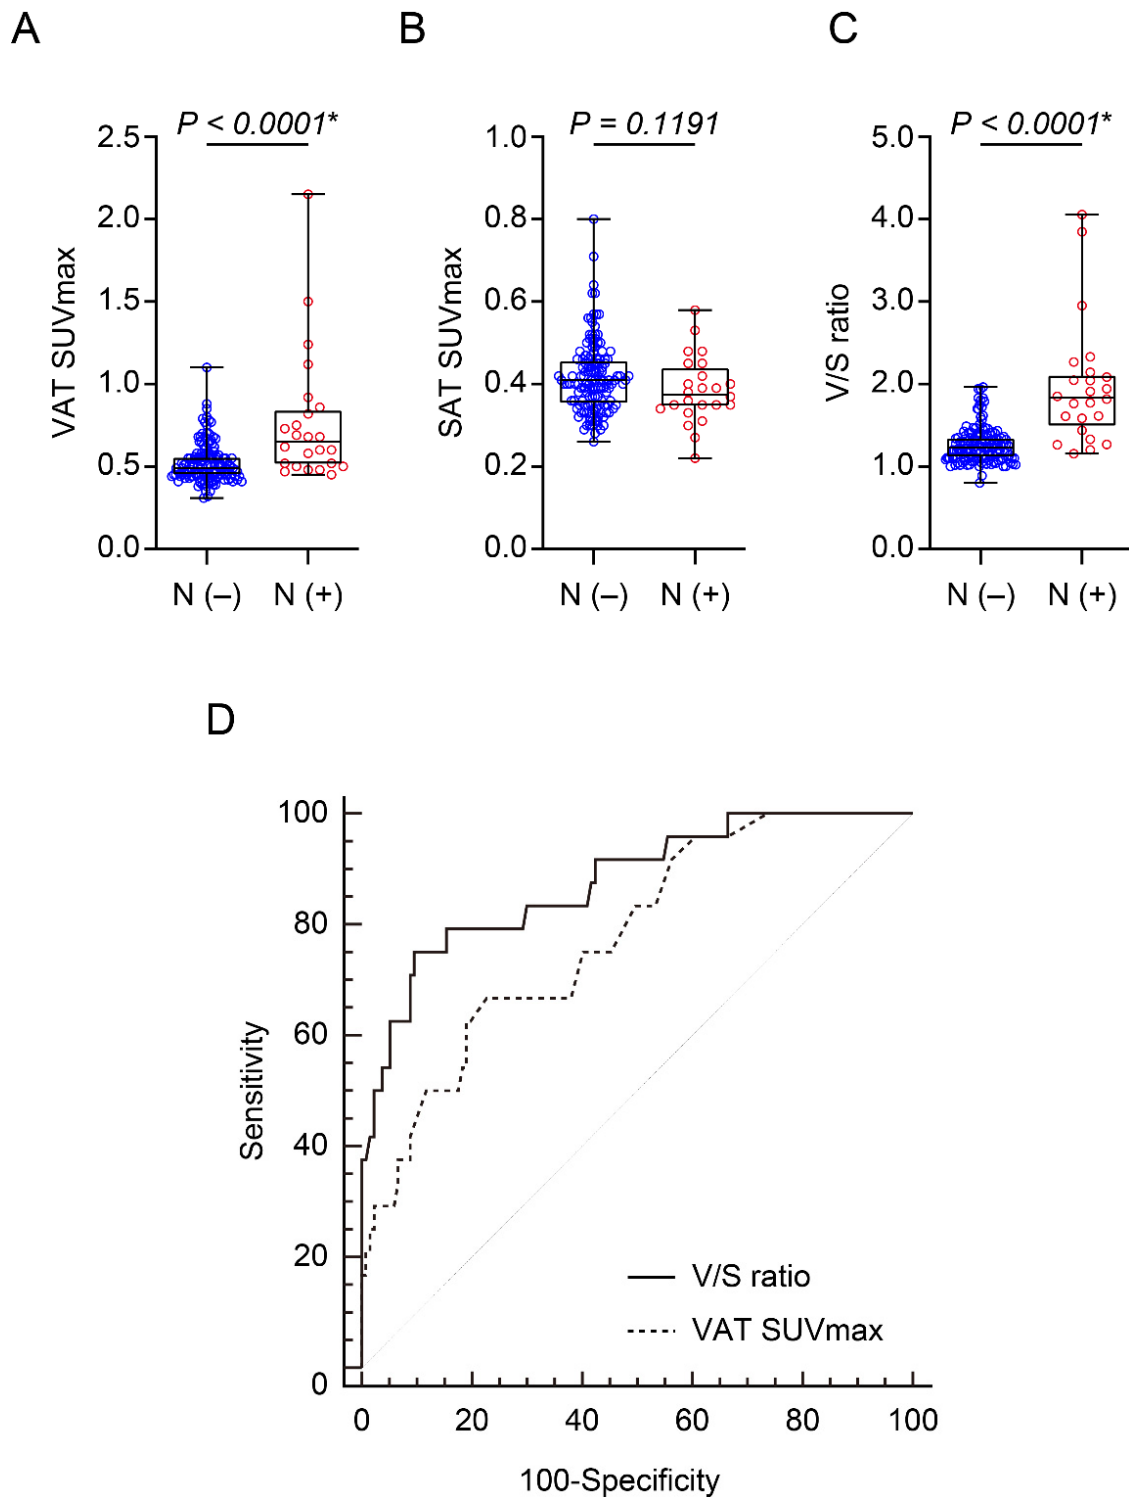 A
B
C
P < 0.0001*
P = 0.1191
P < 0.0001*
VAT SUVmax
2.5
2.0
1.5
1.0
0.5
0.0
N (–)
N (+)
SAT SUVmax
1.0
0.8
0.6
0.4
0.2
0.0
N (–)
N (+)
V/S ratio
5.0
4.0
3.0
2.0
1.0
0.0
N (–)
N (+)
D
Sensitivity
100
80
60
40
20
0
V/S ratio
VAT SUVmax
0 20 40 60 80 100
100-Specificity